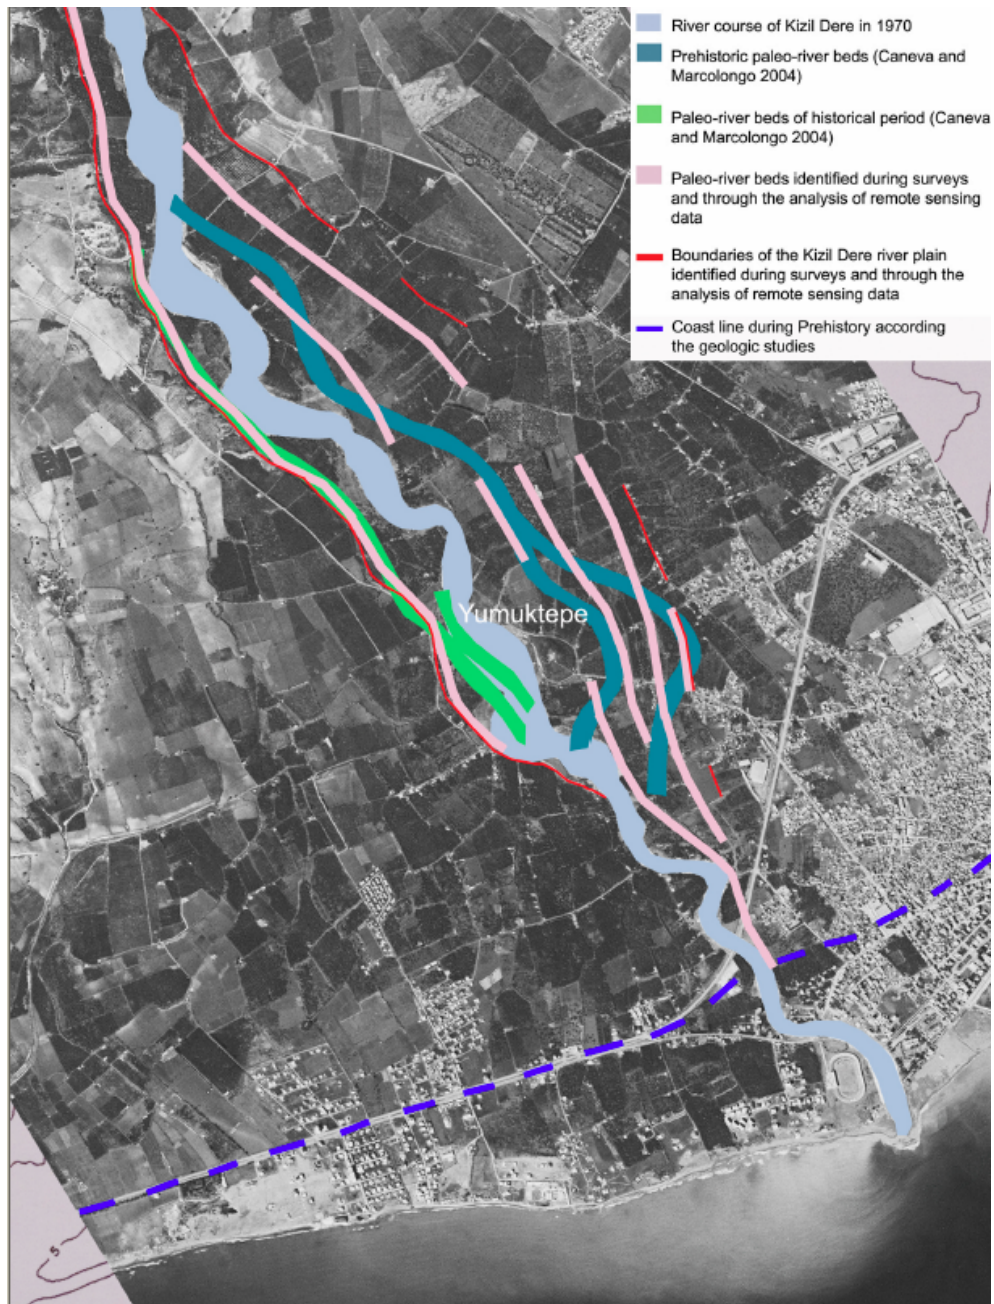 River course of Kizil Dere in 1970
Prehistoric paleo-river beds (Caneva and
Marcolongo 2004)
Paleo-river beds of historical period (Caneva
and Marcolongo 2004)
Paleo-river beds identified during surveys
and through the analysis of remote sensing
data
Boundaries of the Kizil Dere river plain
identified during surveys and through the
analysis of remote sensing data
Coast line during Prehistory according
the geologic studies
Yumuktepe
5